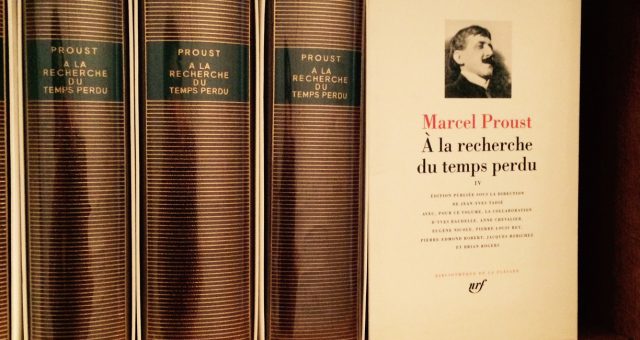 PROUST
A LA
RECHERCHE
DU
TEMPS PERDU
PROUST
A LA
RECHERCHE
DU
TEMPS PERDU
PROUST
A LA
RECHERCHE
DU
TEMPS PERDU
Marcel Proust
À la recherche
du temps perdu
IV
ÉDITION PUBLIÉE SOUS LA DIRECTION
DE JEAN-YVES TADIÉ
AVEC, POUR CE VOLUME, LA COLLABORATION
D'YVES BAUDELLE, ANNE CHEVALIER,
EUGÈNE NICOLE, PIERRE-LOUIS REY,
PIERRE-EDMOND ROBERT, JACQUES ROBICHEZ,
ET BRIAN ROGERS
BIBLIOTHÈQUE DE LA PLÉIADE
nrf